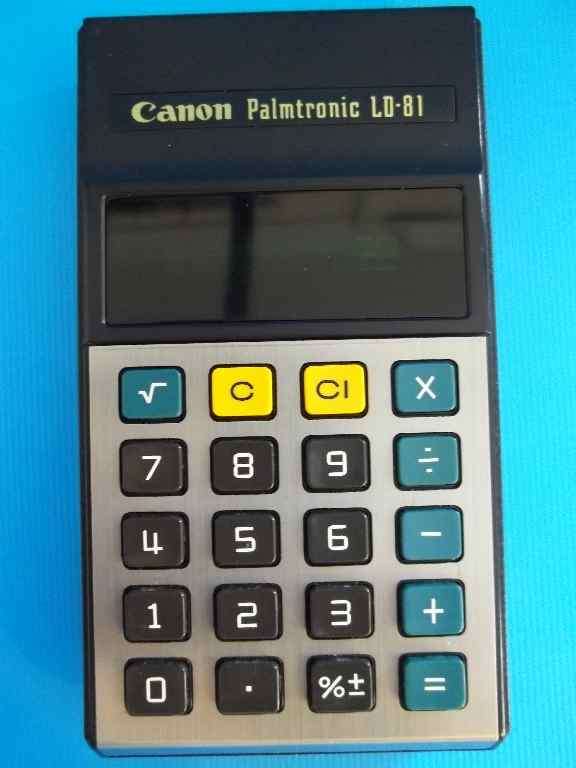 Canon Palmtronic LD-81
√ C CI X
7 8 9 ÷
4 5 6 −
1 2 3 +
0 . %± =